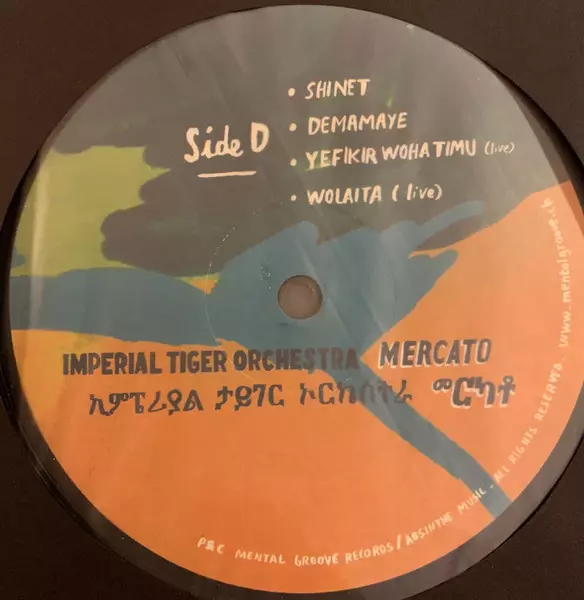 Side D
• SHINET
• DEMAMAYE
• YEFIKIR WOHA TIMU (live)
• WOLAITA (live)
IMPERIAL TIGER ORCHESTRA MERCATO
ኢምፔሪያል ታይገር ኦርኬስተራ መርካቶ
P&C MENTAL GROOVE RECORDS / ABSINTHE MUSIC. ALL RIGHTS RESERVED. www.mentalgroove.ch